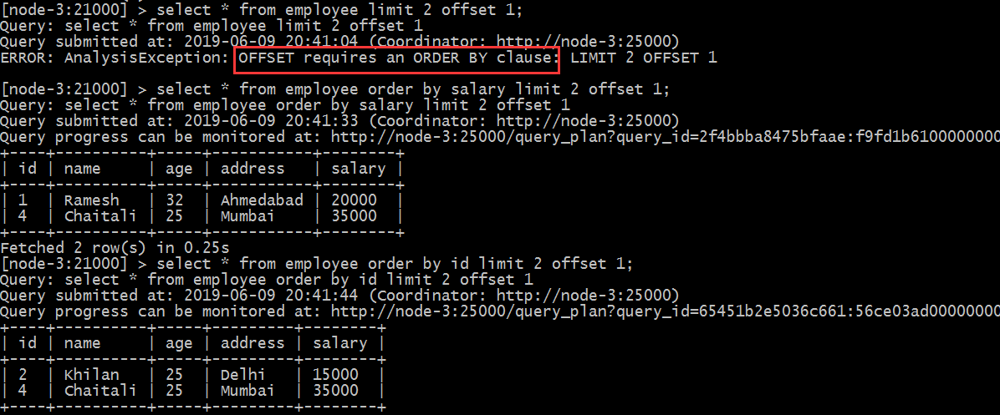 [node-3:21000] > select * from employee limit 2 offset 1;
Query: select * from employee limit 2 offset 1
Query submitted at: 2019-06-09 20:41:04 (Coordinator: http://node-3:25000)
ERROR: AnalysisException: OFFSET requires an ORDER BY clause: LIMIT 2 OFFSET 1
[node-3:21000] > select * from employee order by salary limit 2 offset 1;
Query: select * from employee order by salary limit 2 offset 1
Query submitted at: 2019-06-09 20:41:33 (Coordinator: http://node-3:25000)
Query progress can be monitored at: http://node-3:25000/query_plan?query_id=2f4bbba8475bfaae:f9fd1b6100000000
+----+----------+-----+-----------+--------+
| id | name     | age | address   | salary |
+----+----------+-----+-----------+--------+
| 1  | Ramesh   | 32  | Ahmedabad | 20000  |
| 4  | Chaitali | 25  | Mumbai    | 35000  |
+----+----------+-----+-----------+--------+
Fetched 2 row(s) in 0.25s
[node-3:21000] > select * from employee order by id limit 2 offset 1;
Query: select * from employee order by id limit 2 offset 1
Query submitted at: 2019-06-09 20:41:44 (Coordinator: http://node-3:25000)
Query progress can be monitored at: http://node-3:25000/query_plan?query_id=65451b2e5036c661:56ce03ad00000000
+----+----------+-----+---------+--------+
| id | name     | age | address | salary |
+----+----------+-----+---------+--------+
| 2  | Khilan   | 25  | Delhi   | 15000  |
| 4  | Chaitali | 25  | Mumbai  | 35000  |
+----+----------+-----+---------+--------+